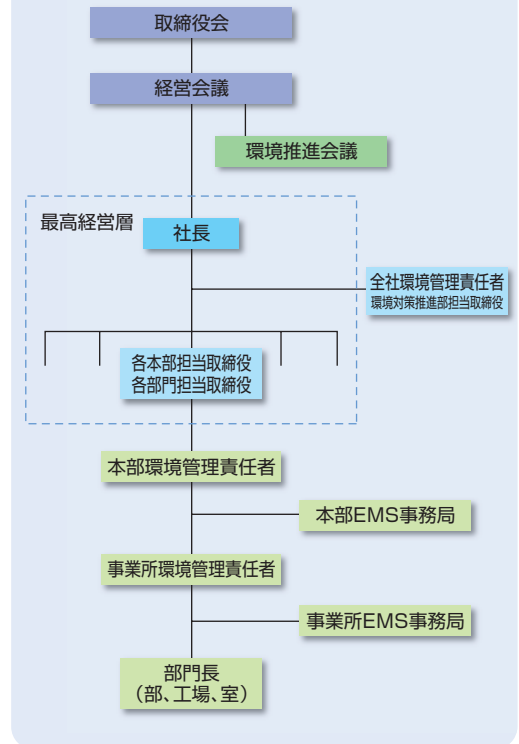 取締役会
経営会議
環境推進会議
最高経営層
社長
全社環境管理責任者
環境対策推進部担当取締役
各本部担当取締役
各部門担当取締役
本部環境管理責任者
本部EMS事務局
事業所環境管理責任者
事業所EMS事務局
部門長
（部、工場、室）